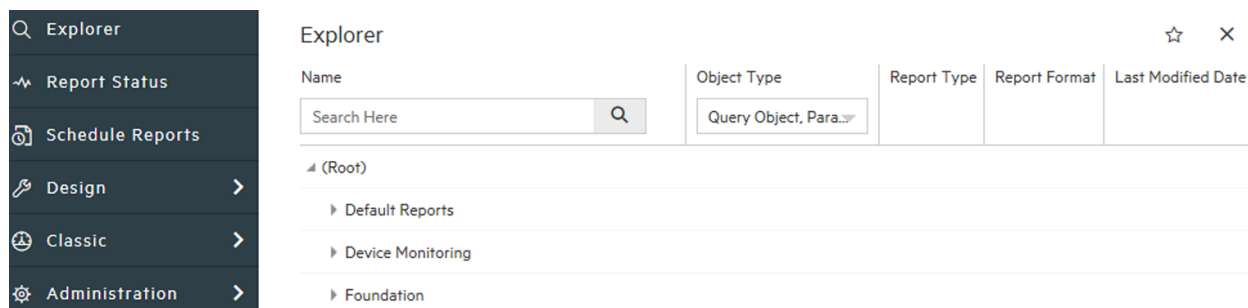 Explorer
Report Status
Schedule Reports
Design
Classic
Administration
Explorer
Name
Object Type
Report Type
Report Format
Last Modified Date
Search Here
Query Object, Para...
(Root)
Default Reports
Device Monitoring
Foundation